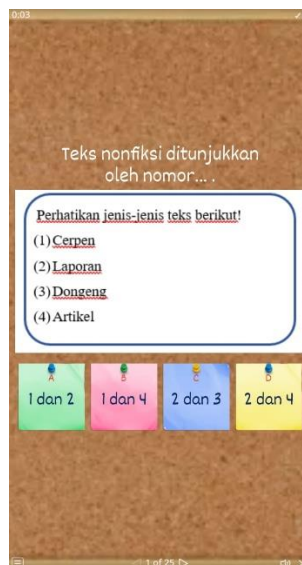 0:03
Teks nonfiksi ditunjukkan
oleh nomor... .
Perhatikan jenis-jenis teks berikut!
(1) Cerpen
(2) Laporan
(3) Dongeng
(4) Artikel
A
1 dan 2
B
1 dan 4
C
2 dan 3
D
2 dan 4
1 of 25